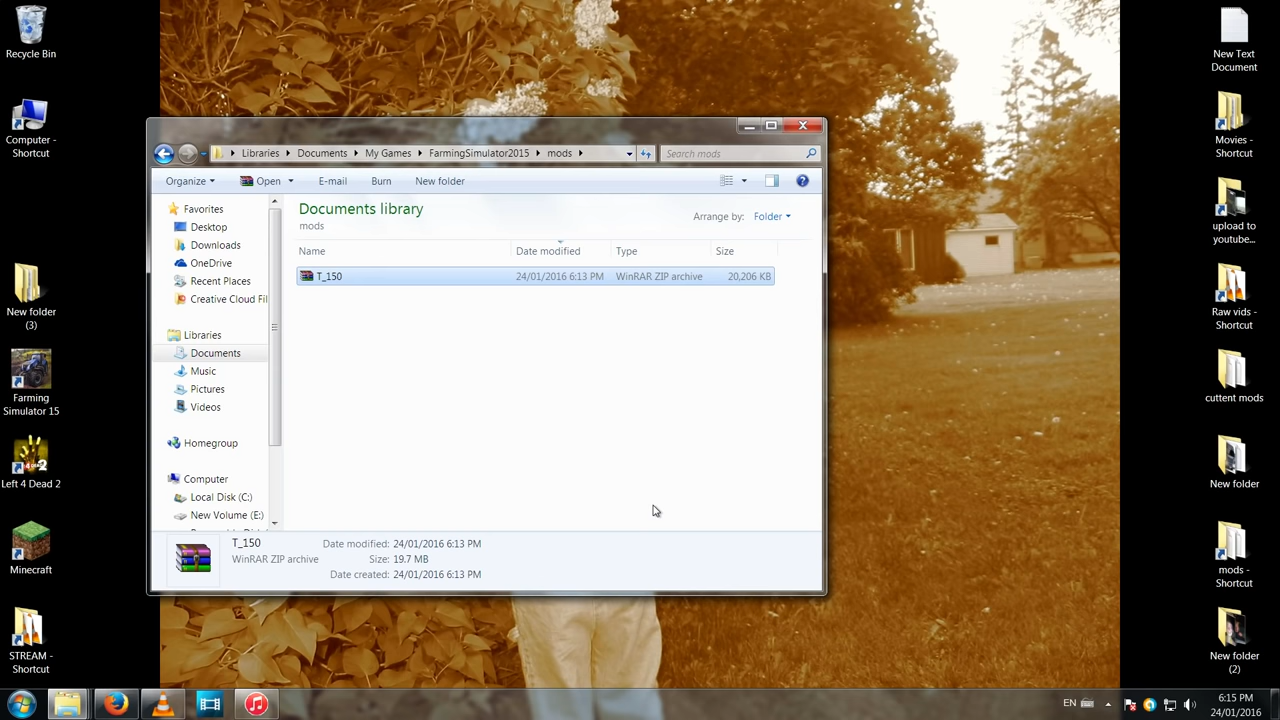 Recycle Bin
Computer -
Shortcut
New folder
(3)
Farming
Simulator 15
Left 4 Dead 2
Minecraft
STREAM -
Shortcut
Libraries
Documents
My Games
FarmingSimulator2015
mods
Search mods
Organize
Open
E-mail
Burn
New folder
Favorites
Desktop
Downloads
OneDrive
Recent Places
Creative Cloud Fil
Libraries
Documents
Music
Pictures
Videos
Homegroup
Computer
Local Disk (C:)
New Volume (E:)
Documents library
mods
Arrange by: Folder
Name Date modified Type Size
T_150 24/01/2016 6:13 PM WinRAR ZIP archive 20,206 KB
T_150 Date modified: 24/01/2016 6:13 PM
WinRAR ZIP archive Size: 19.7 MB
Date created: 24/01/2016 6:13 PM
New Text
Document
Movies -
Shortcut
upload to
youtube...
Raw vids -
Shortcut
cuttent mods
New folder
mods -
Shortcut
New folder
(2)
EN
6:15 PM
24/01/2016